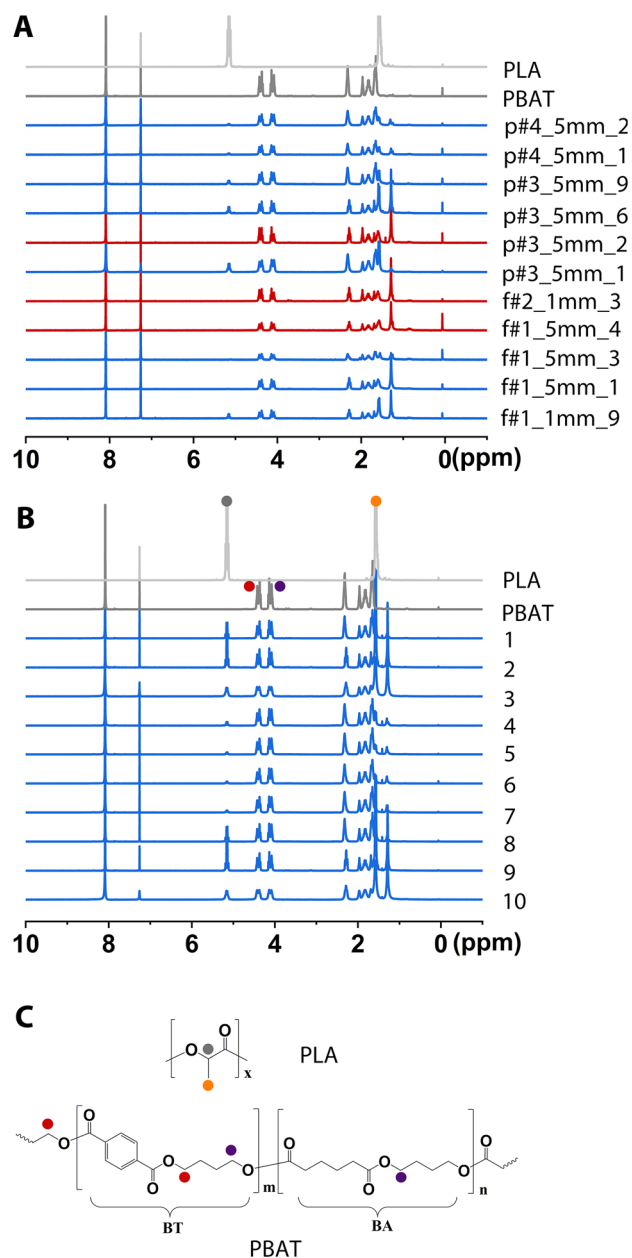 A
PLA
PBAT
p#4_5mm_2
p#4_5mm_1
p#3_5mm_9
p#3_5mm_6
p#3_5mm_2
p#3_5mm_1
f#2_1mm_3
f#1_5mm_4
f#1_5mm_3
f#1_5mm_1
f#1_1mm_9
10 8 6 4 2 0 (ppm)
B
PLA
PBAT
1
2
3
4
5
6
7
8
9
10
10 8 6 4 2 0 (ppm)
C
O
O
x
PLA
O
O
O
O
O
O
m
O
O
O
O
O
n
BT
BA
PBAT